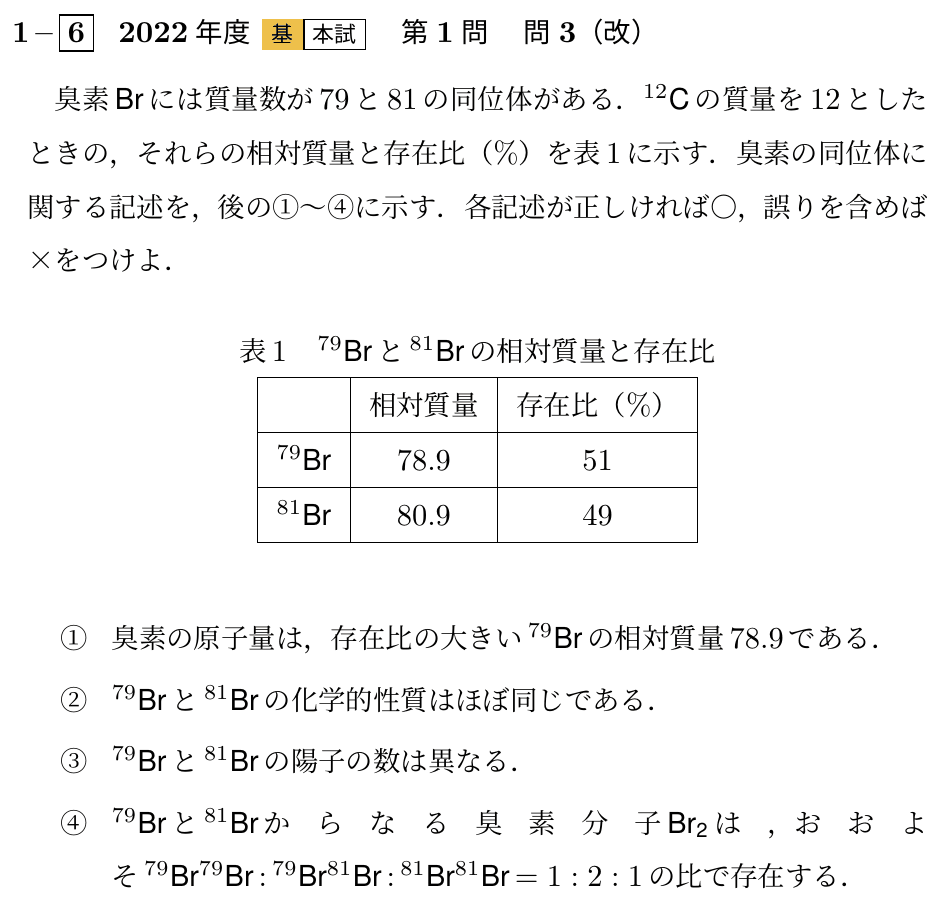 1–6 2022年度 基 本試 第1問 問3（改）
臭素Brには質量数が79と81の同位体がある．¹²Cの質量を12とした
ときの，それらの相対質量と存在比（%）を表1に示す．臭素の同位体に
関する記述を，後の①～④に示す．各記述が正しければ○，誤りを含めば
×をつけよ．
表1 ⁷⁹Brと⁸¹Brの相対質量と存在比
相対質量 存在比（%）
⁷⁹Br 78.9 51
⁸¹Br 80.9 49
① 臭素の原子量は，存在比の大きい⁷⁹Brの相対質量78.9である．
② ⁷⁹Brと⁸¹Brの化学的性質はほぼ同じである．
③ ⁷⁹Brと⁸¹Brの陽子の数は異なる．
④ ⁷⁹Brと⁸¹Brからなる臭素分子Br₂は，およ
そ⁷⁹Br⁷⁹Br : ⁷⁹Br⁸¹Br : ⁸¹Br⁸¹Br = 1 : 2 : 1の比で存在する．